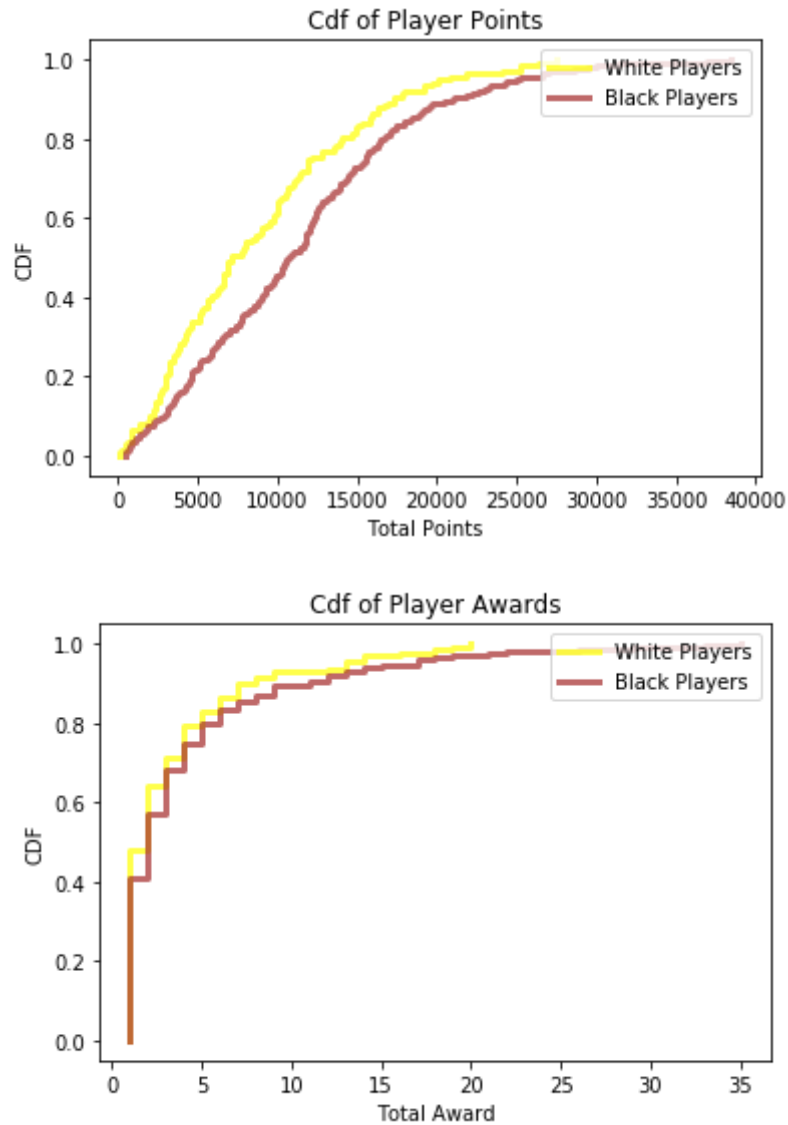 Cdf of Player Points
1.0
0.8
0.6
0.4
0.2
0.0
CDF
White Players
Black Players
0 5000 10000 15000 20000 25000 30000 35000 40000
Total Points
Cdf of Player Awards
1.0
0.8
0.6
0.4
0.2
0.0
CDF
White Players
Black Players
0 5 10 15 20 25 30 35
Total Award